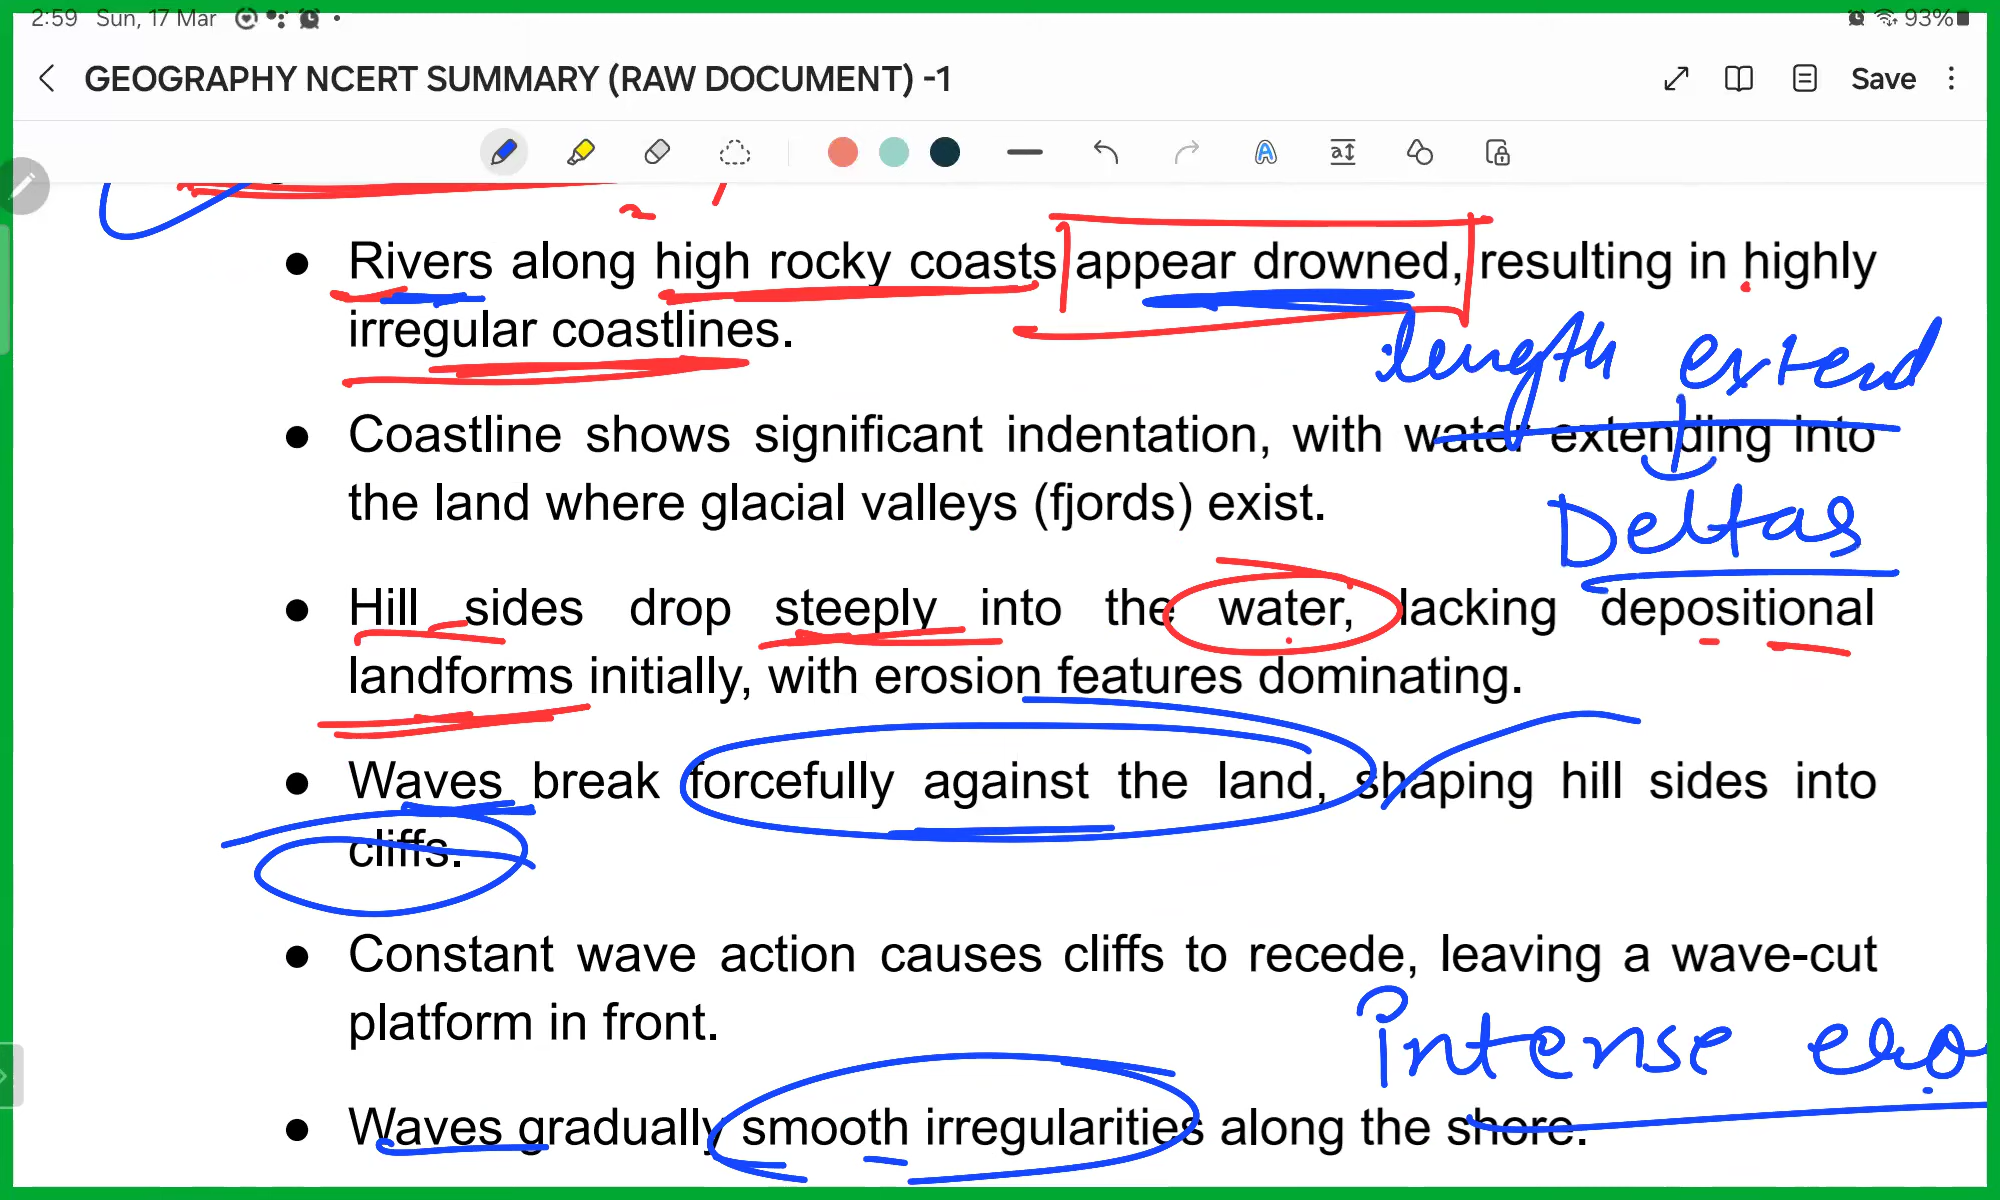 2:59 Sun, 17 Mar
93%
GEOGRAPHY NCERT SUMMARY (RAW DOCUMENT) -1
Save
● Rivers along high rocky coasts appear drowned, resulting in highly
irregular coastlines.
length extend
● Coastline shows significant indentation, with water extending into
the land where glacial valleys (fjords) exist.
Deltas
● Hill sides drop steeply into the water, lacking depositional
landforms initially, with erosion features dominating.
● Waves break forcefully against the land, shaping hill sides into
cliffs.
● Constant wave action causes cliffs to recede, leaving a wave-cut
platform in front.
intense ero
● Waves gradually smooth irregularities along the shore.